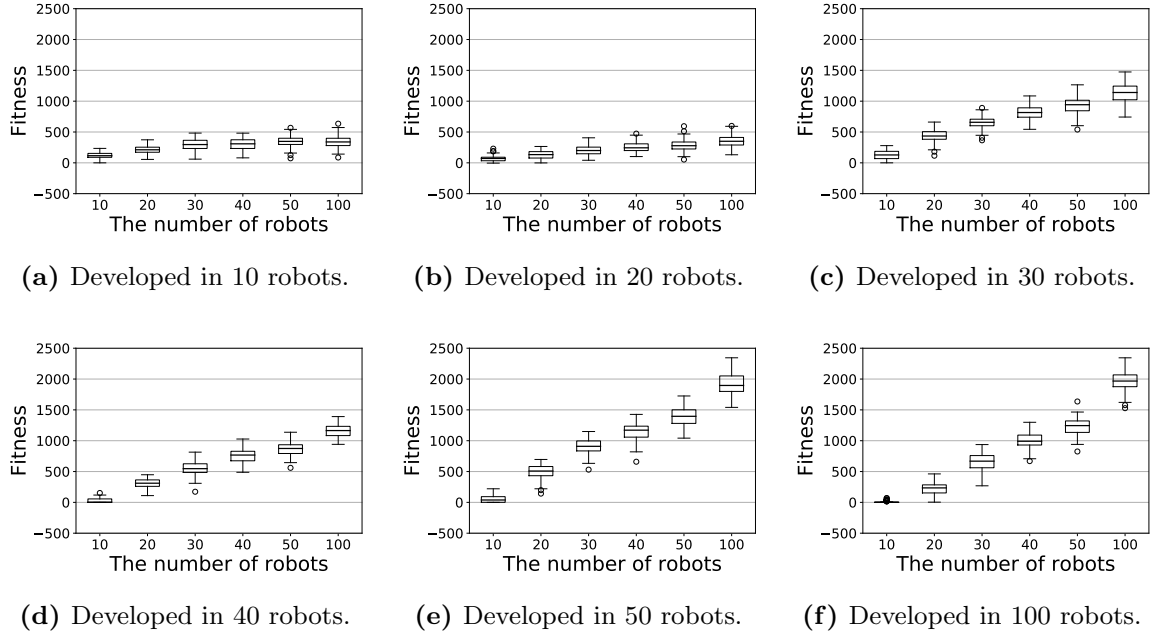 2500
2000
1500
1000
500
0
−500
Fitness
10 20 30 40 50 100
The number of robots
(a) Developed in 10 robots.
2500
2000
1500
1000
500
0
−500
Fitness
10 20 30 40 50 100
The number of robots
(b) Developed in 20 robots.
2500
2000
1500
1000
500
0
−500
Fitness
10 20 30 40 50 100
The number of robots
(c) Developed in 30 robots.
2500
2000
1500
1000
500
0
−500
Fitness
10 20 30 40 50 100
The number of robots
(d) Developed in 40 robots.
2500
2000
1500
1000
500
0
−500
Fitness
10 20 30 40 50 100
The number of robots
(e) Developed in 50 robots.
2500
2000
1500
1000
500
0
−500
Fitness
10 20 30 40 50 100
The number of robots
(f) Developed in 100 robots.